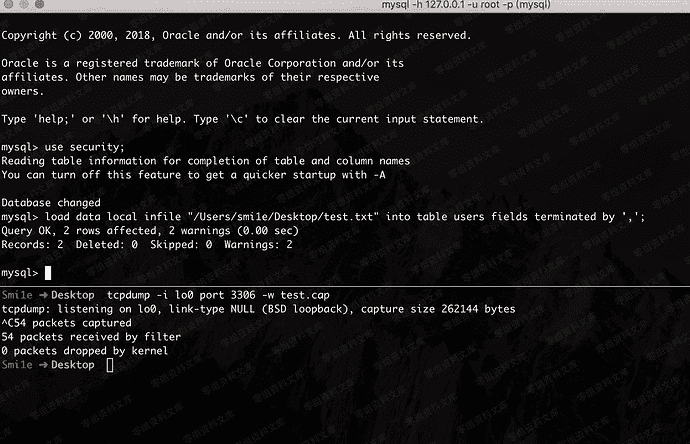 mysql -h 127.0.0.1 -u root -p (mysql)
Copyright (c) 2000, 2018, Oracle and/or its affiliates. All rights reserved.
Oracle is a registered trademark of Oracle Corporation and/or its
affiliates. Other names may be trademarks of their respective
owners.
Type 'help;' or '\h' for help. Type '\c' to clear the current input statement.
mysql> use security;
Reading table information for completion of table and column names
You can turn off this feature to get a quicker startup with -A
Database changed
mysql> load data local infile "/Users/smi1e/Desktop/test.txt" into table users fields terminated by ',';
Query OK, 2 rows affected, 2 warnings (0.00 sec)
Records: 2  Deleted: 0  Skipped: 0  Warnings: 2
mysql>
Smi1e ➜ Desktop  tcpdump -i lo0 port 3306 -w test.cap
tcpdump: listening on lo0, link-type NULL (BSD loopback), capture size 262144 bytes
^C54 packets captured
54 packets received by filter
0 packets dropped by kernel
Smi1e ➜ Desktop
零组资料文库